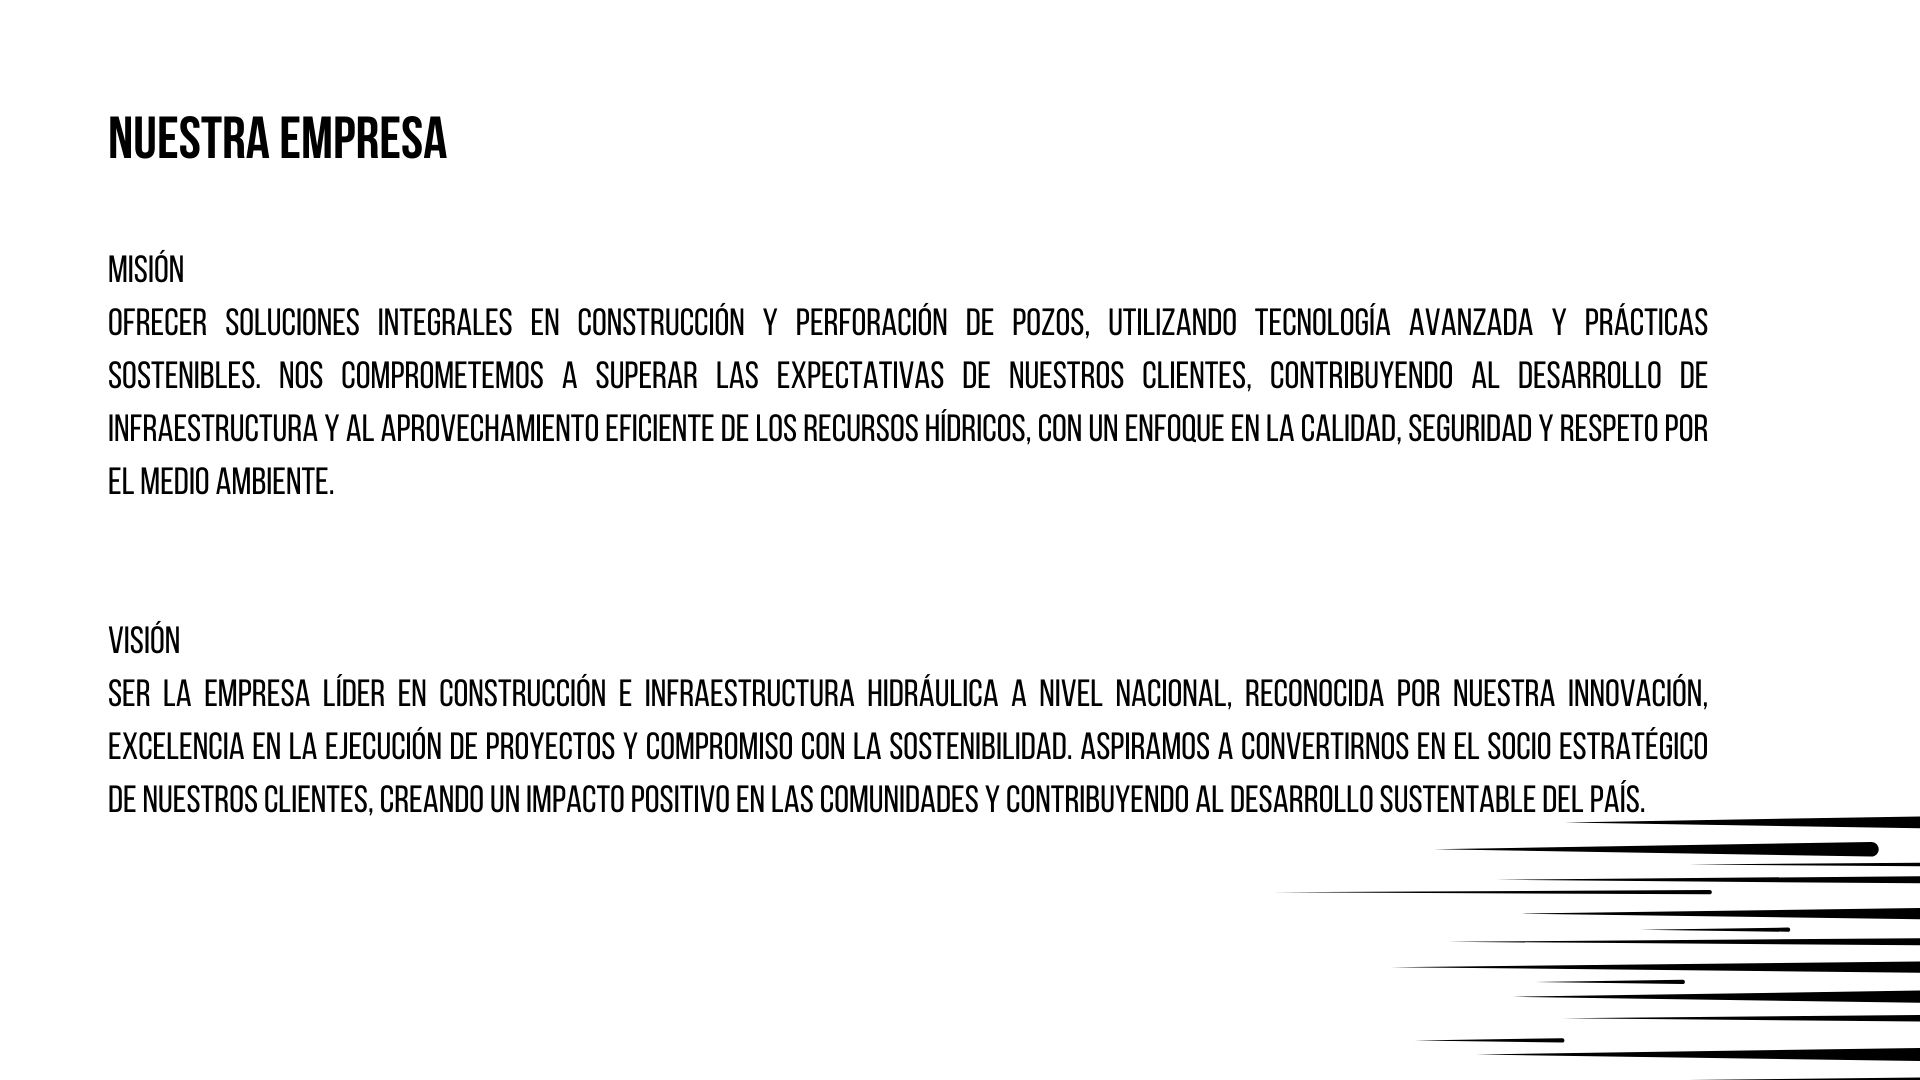 NUESTRA EMPRESA
MISIÓN
OFRECER SOLUCIONES INTEGRALES EN CONSTRUCCIÓN Y PERFORACIÓN DE POZOS, UTILIZANDO TECNOLOGÍA AVANZADA Y PRÁCTICAS
SOSTENIBLES. NOS COMPROMETEMOS A SUPERAR LAS EXPECTATIVAS DE NUESTROS CLIENTES, CONTRIBUYENDO AL DESARROLLO DE
INFRAESTRUCTURA Y AL APROVECHAMIENTO EFICIENTE DE LOS RECURSOS HÍDRICOS, CON UN ENFOQUE EN LA CALIDAD, SEGURIDAD Y RESPETO POR
EL MEDIO AMBIENTE.
VISIÓN
SER LA EMPRESA LÍDER EN CONSTRUCCIÓN E INFRAESTRUCTURA HIDRÁULICA A NIVEL NACIONAL, RECONOCIDA POR NUESTRA INNOVACIÓN,
EXCELENCIA EN LA EJECUCIÓN DE PROYECTOS Y COMPROMISO CON LA SOSTENIBILIDAD. ASPIRAMOS A CONVERTIRNOS EN EL SOCIO ESTRATÉGICO
DE NUESTROS CLIENTES, CREANDO UN IMPACTO POSITIVO EN LAS COMUNIDADES Y CONTRIBUYENDO AL DESARROLLO SUSTENTABLE DEL PAÍS.